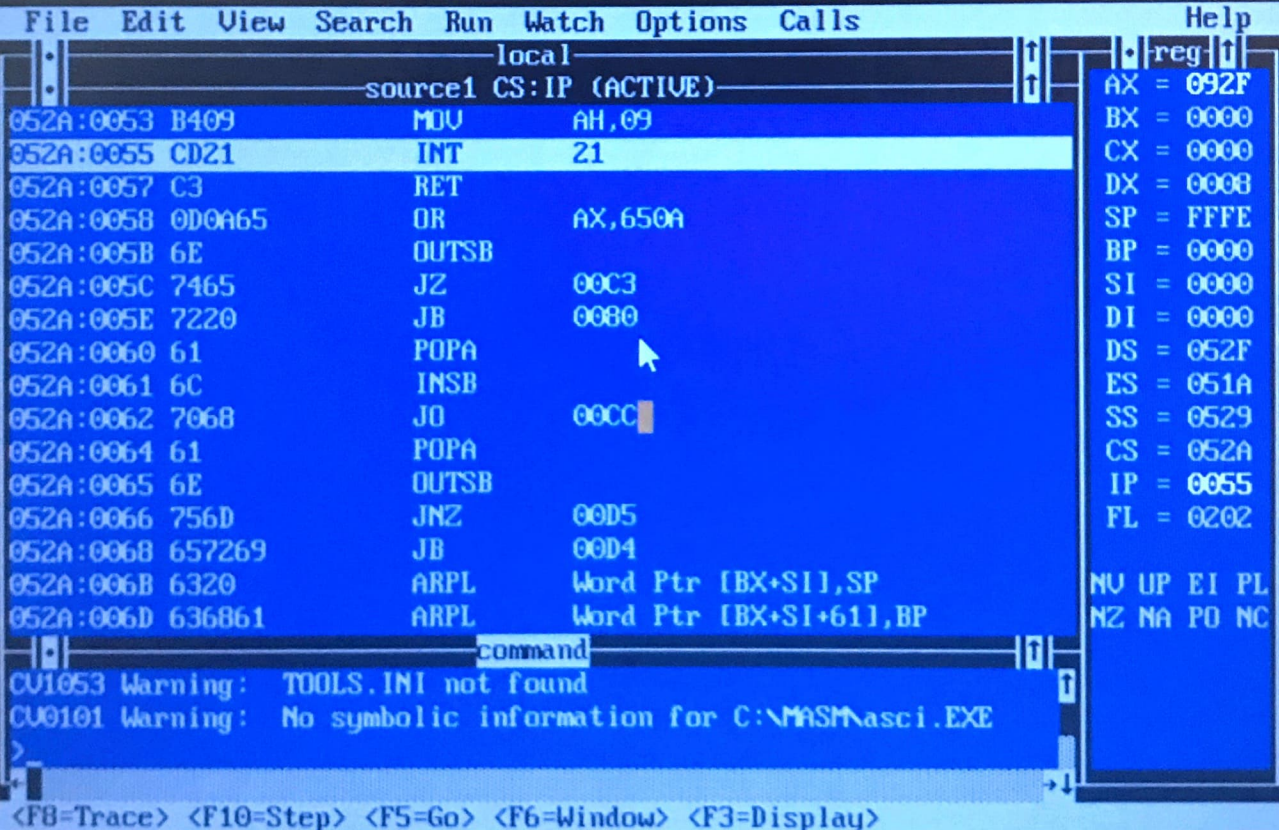 File Edit View Search Run Watch Options Calls Help
local
source1 CS:IP (ACTIVE)
052A:0053 B409 MOV AH,09
052A:0055 CD21 INT 21
052A:0057 C3 RET
052A:0058 0D0A65 OR AX,650A
052A:005B 6E OUTSB
052A:005C 7465 JZ 00C3
052A:005E 7220 JB 0080
052A:0060 61 POPA
052A:0061 6C INSB
052A:0062 7068 JO 00CC
052A:0064 61 POPA
052A:0065 6E OUTSB
052A:0066 756D JNZ 00D5
052A:0068 657269 JB 00D4
052A:006B 6320 ARPL Word Ptr [BX+SI],SP
052A:006D 636861 ARPL Word Ptr [BX+SI+61],BP
command
CV1053 Warning: TOOLS.INI not found
CV0101 Warning: No symbolic information for C:\MASM\asci.EXE
>
reg
AX = 092F
BX = 0000
CX = 0000
DX = 0008
SP = FFFE
BP = 0000
SI = 0000
DI = 0000
DS = 052F
ES = 051A
SS = 0529
CS = 052A
IP = 0055
FL = 0202
NV UP EI PL
NZ NA PO NC
<F8=Trace> <F10=Step> <F5=Go> <F6=Window> <F3=Display>